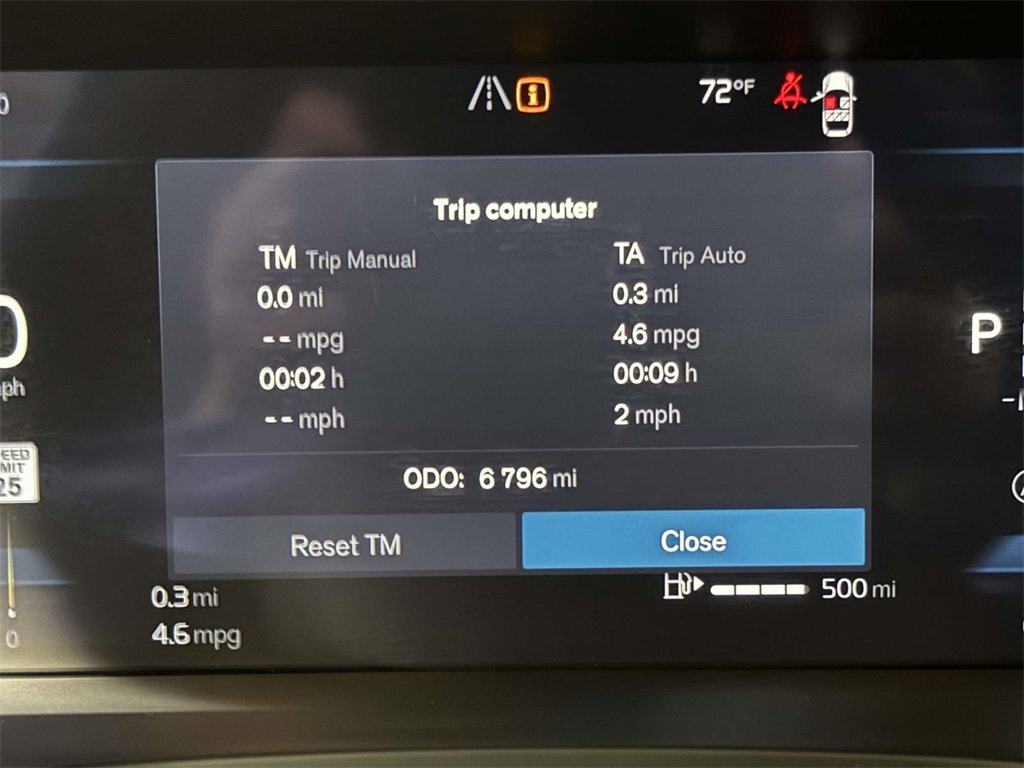 72°F
Trip computer
TM Trip Manual
0.0 mi
-- mpg
00:02 h
-- mph
TA Trip Auto
0.3 mi
4.6 mpg
00:09 h
2 mph
ODO: 6 796 mi
Reset TM
Close
P
0.3 mi
4.6 mpg
500 mi
0